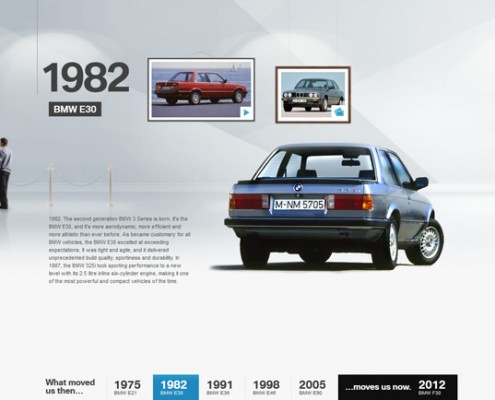 1982
BMW E30
M-NM 5705
1982. The second generation BMW 3 Series is born. It's the
BMW E30, and it's more aerodynamic, more efficient and
more athletic than ever before. As became customary for all
BMW vehicles, the BMW E30 excelled at exceeding
expectations. It was tight and agile, and it delivered
unprecedented build quality, sportiness and durability. In
1987, the BMW 325i took sporting performance to a new
level with its 2.5 litre inline six-cylinder engine, making it one
of the most powerful and compact vehicles of the time.
What moved
us then...
1975
BMW E21
1982
BMW E30
1991
BMW E36
1998
BMW E46
2005
BMW E90
...moves us now.
2012
BMW F30